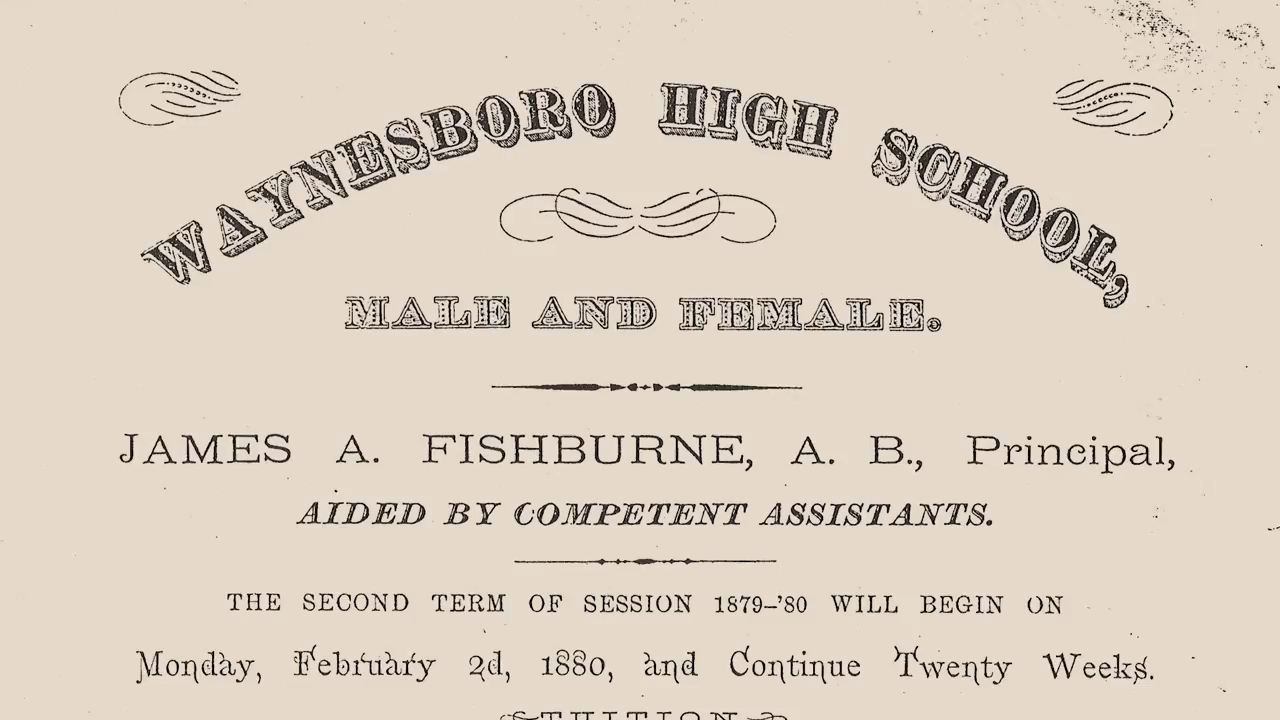 WAYNESBORO HIGH SCHOOL,
MALE AND FEMALE.
JAMES A. FISHBURNE, A. B., Principal,
AIDED BY COMPETENT ASSISTANTS.
THE SECOND TERM OF SESSION 1879–'80 WILL BEGIN ON
Monday, February 2d, 1880, and Continue Twenty Weeks.
TUITION